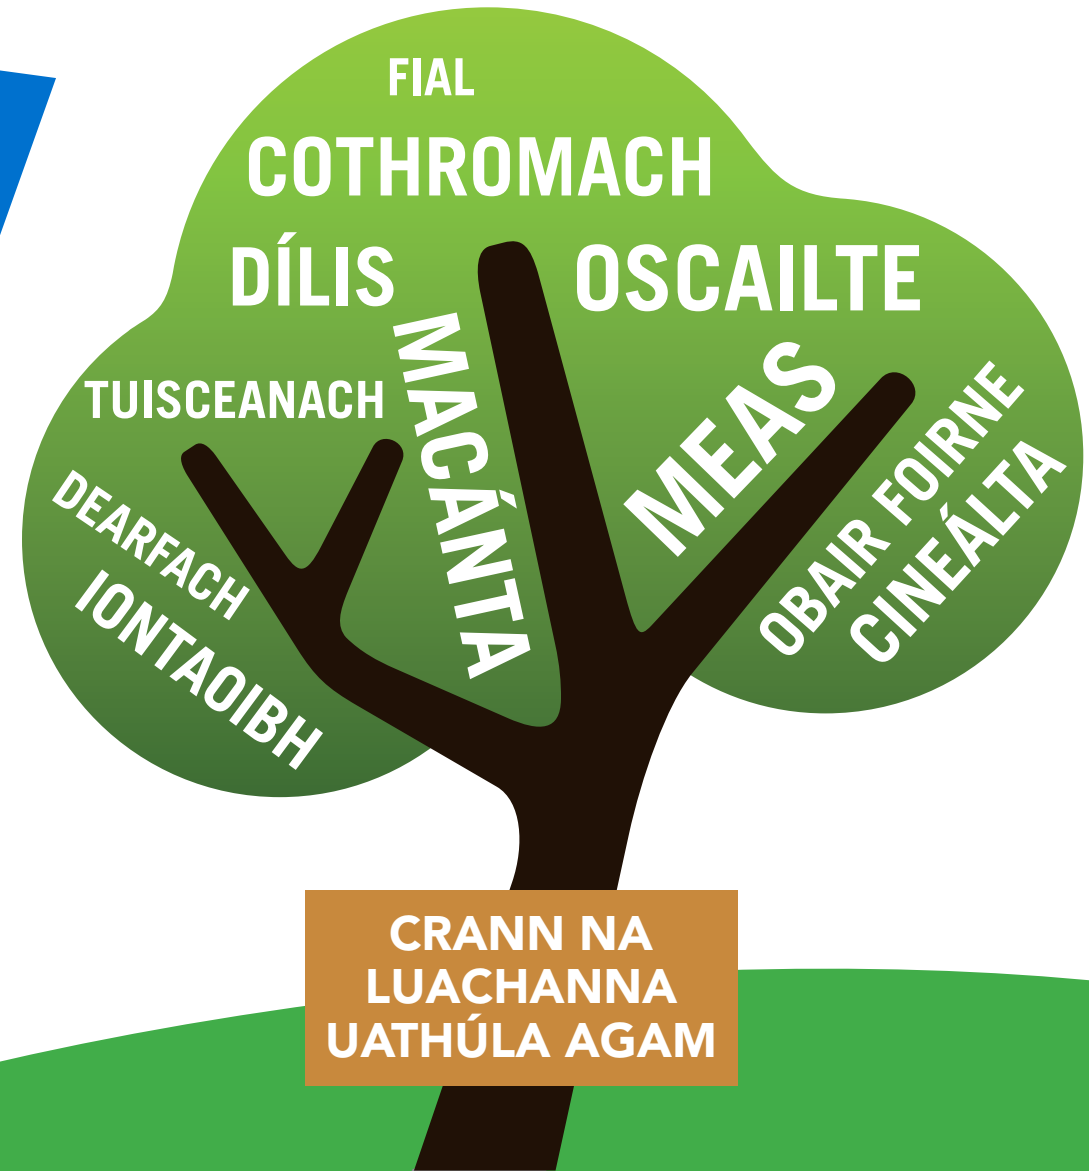 FIAL
COTHROMACH
DÍLIS
OSCAILTE
MACÁNTA
MEAS
TUISCEANACH
OBAIR FOIRNE
CINEÁLTA
DEARFACH
IONTAOIBH
CRANN NA
LUACHANNA
UATHÚLA AGAM